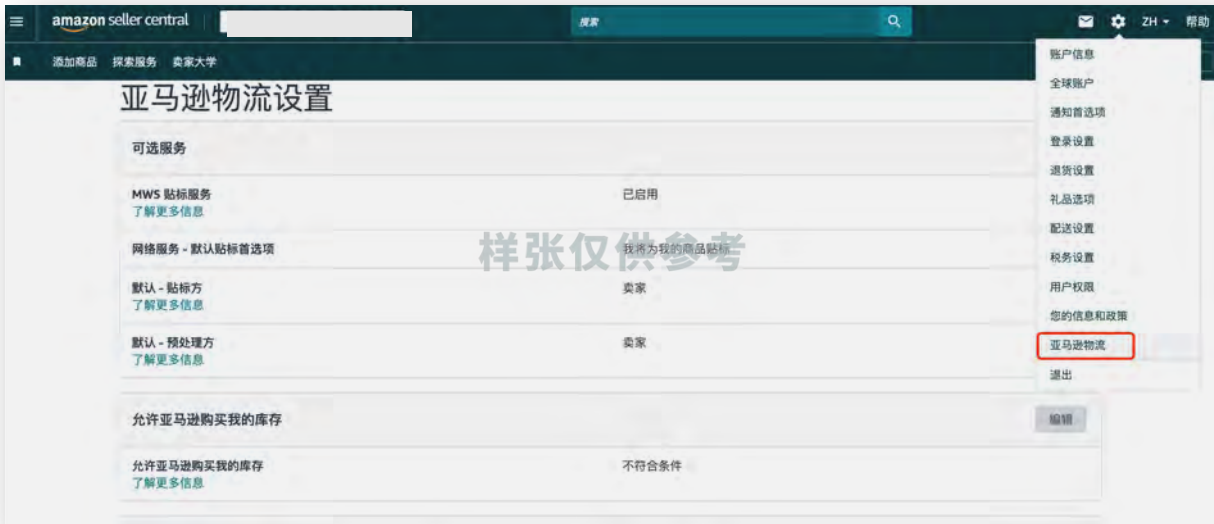 amazon seller central
搜索
ZH
帮助
添加商品 探索服务 卖家大学
亚马逊物流设置
可选服务
MWS 贴标服务 已启用
了解更多信息
网络服务 - 默认贴标首选项 我将为我的商品贴标
默认 - 贴标方 卖家
了解更多信息
默认 - 预处理方 卖家
了解更多信息
允许亚马逊购买我的库存 编辑
允许亚马逊购买我的库存 不符合条件
了解更多信息
账户信息
全球账户
通知首选项
登录设置
退货设置
礼品选项
配送设置
税务设置
用户权限
您的信息和政策
亚马逊物流
退出
样张仅供参考